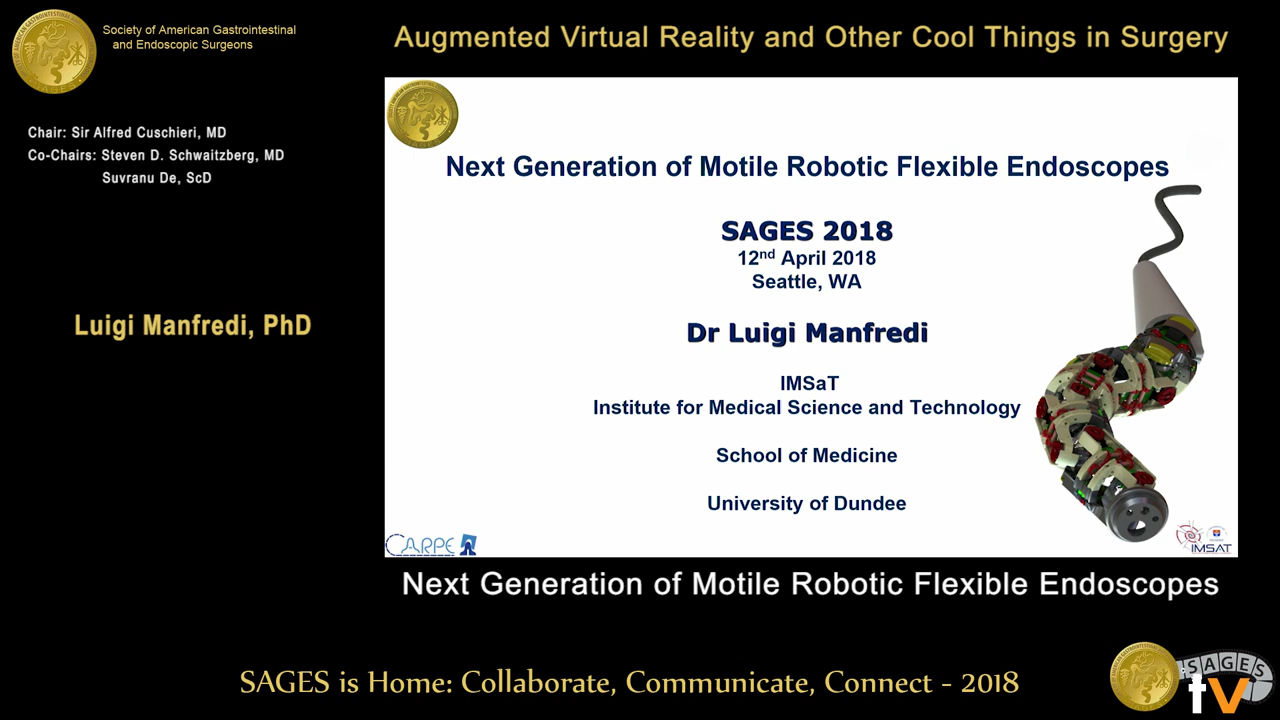 Society of American Gastrointestinal
and Endoscopic Surgeons
Augmented Virtual Reality and Other Cool Things in Surgery
Chair: Sir Alfred Cuschieri, MD
Co-Chairs: Steven D. Schwaitzberg, MD
Suvranu De, ScD
Luigi Manfredi, PhD
Next Generation of Motile Robotic Flexible Endoscopes
SAGES 2018
12nd April 2018
Seattle, WA
Dr Luigi Manfredi
IMSaT
Institute for Medical Science and Technology
School of Medicine
University of Dundee
CARPE
IMSAT
Next Generation of Motile Robotic Flexible Endoscopes
SAGES is Home: Collaborate, Communicate, Connect - 2018
SAGES
tv